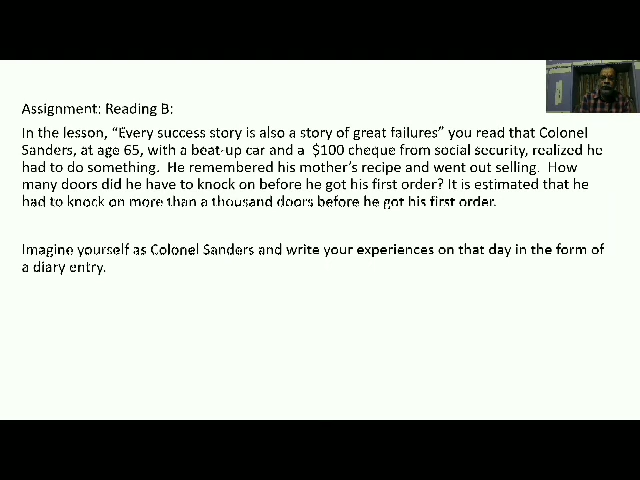 Assignment: Reading B:
In the lesson, “Every success story is also a story of great failures” you read that Colonel
Sanders, at age 65, with a beat-up car and a $100 cheque from social security, realized he
had to do something. He remembered his mother’s recipe and went out selling. How
many doors did he have to knock on before he got his first order? It is estimated that he
had to knock on more than a thousand doors before he got his first order.
Imagine yourself as Colonel Sanders and write your experiences on that day in the form of
a diary entry.